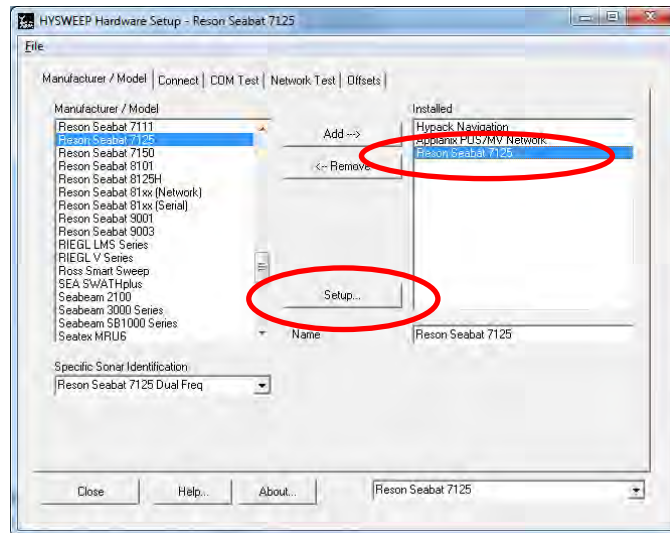 HYSWEEP Hardware Setup - Reson Seabat 7125
File
Manufacturer / Model
Connect
COM Test
Network Test
Offsets
Manufacturer / Model
Reson Seabat 7111
Reson Seabat 7125
Reson Seabat 7150
Reson Seabat 8101
Reson Seabat 8125H
Reson Seabat 81xx (Network)
Reson Seabat 81xx (Serial)
Reson Seabat 9001
Reson Seabat 9003
RIEGL LMS Series
RIEGL V Series
Ross Smart Sweep
SEA SWATHplus
Seabeam 2100
Seabeam 3000 Series
Seabeam SB1000 Series
Seatex MRU6
Add -->
<- Remove
Setup...
Installed
Hypack Navigation
Applanix POS/MV Network
Reson Seabat 7125
Name
Reson Seabat 7125
Specific Sonar Identification
Reson Seabat 7125 Dual Freq
Close
Help...
About...
Reson Seabat 7125